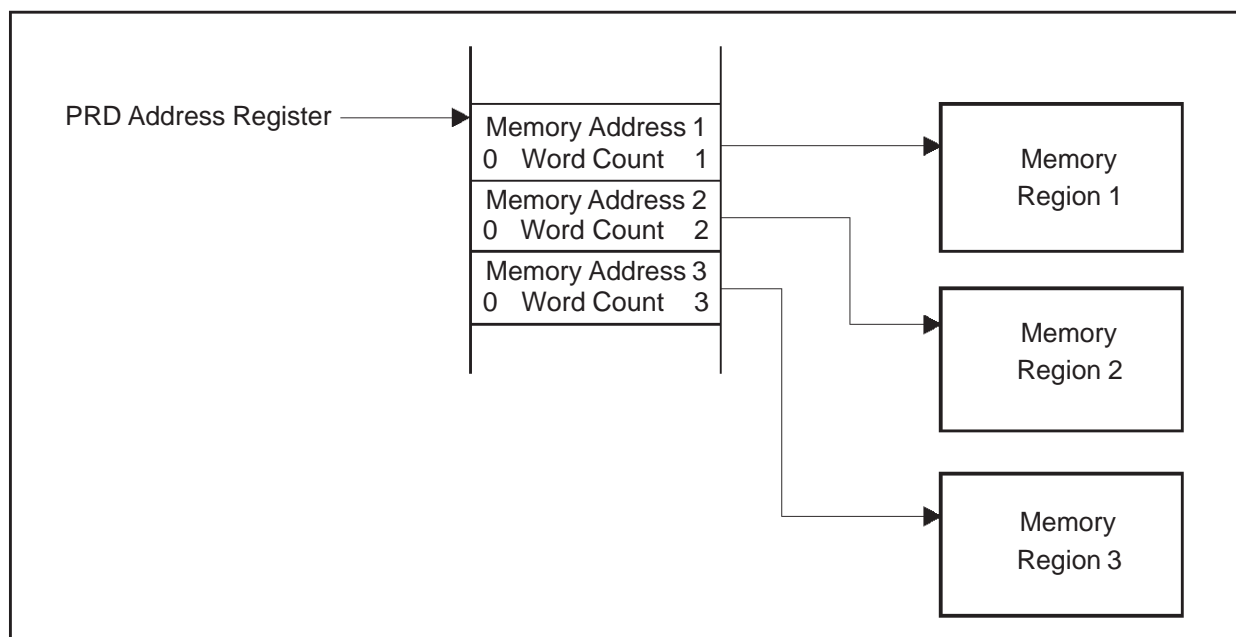 PRD Address Register
Memory Address 1
0 Word Count 1
Memory Address 2
0 Word Count 2
Memory Address 3
0 Word Count 3
Memory
Region 1
Memory
Region 2
Memory
Region 3